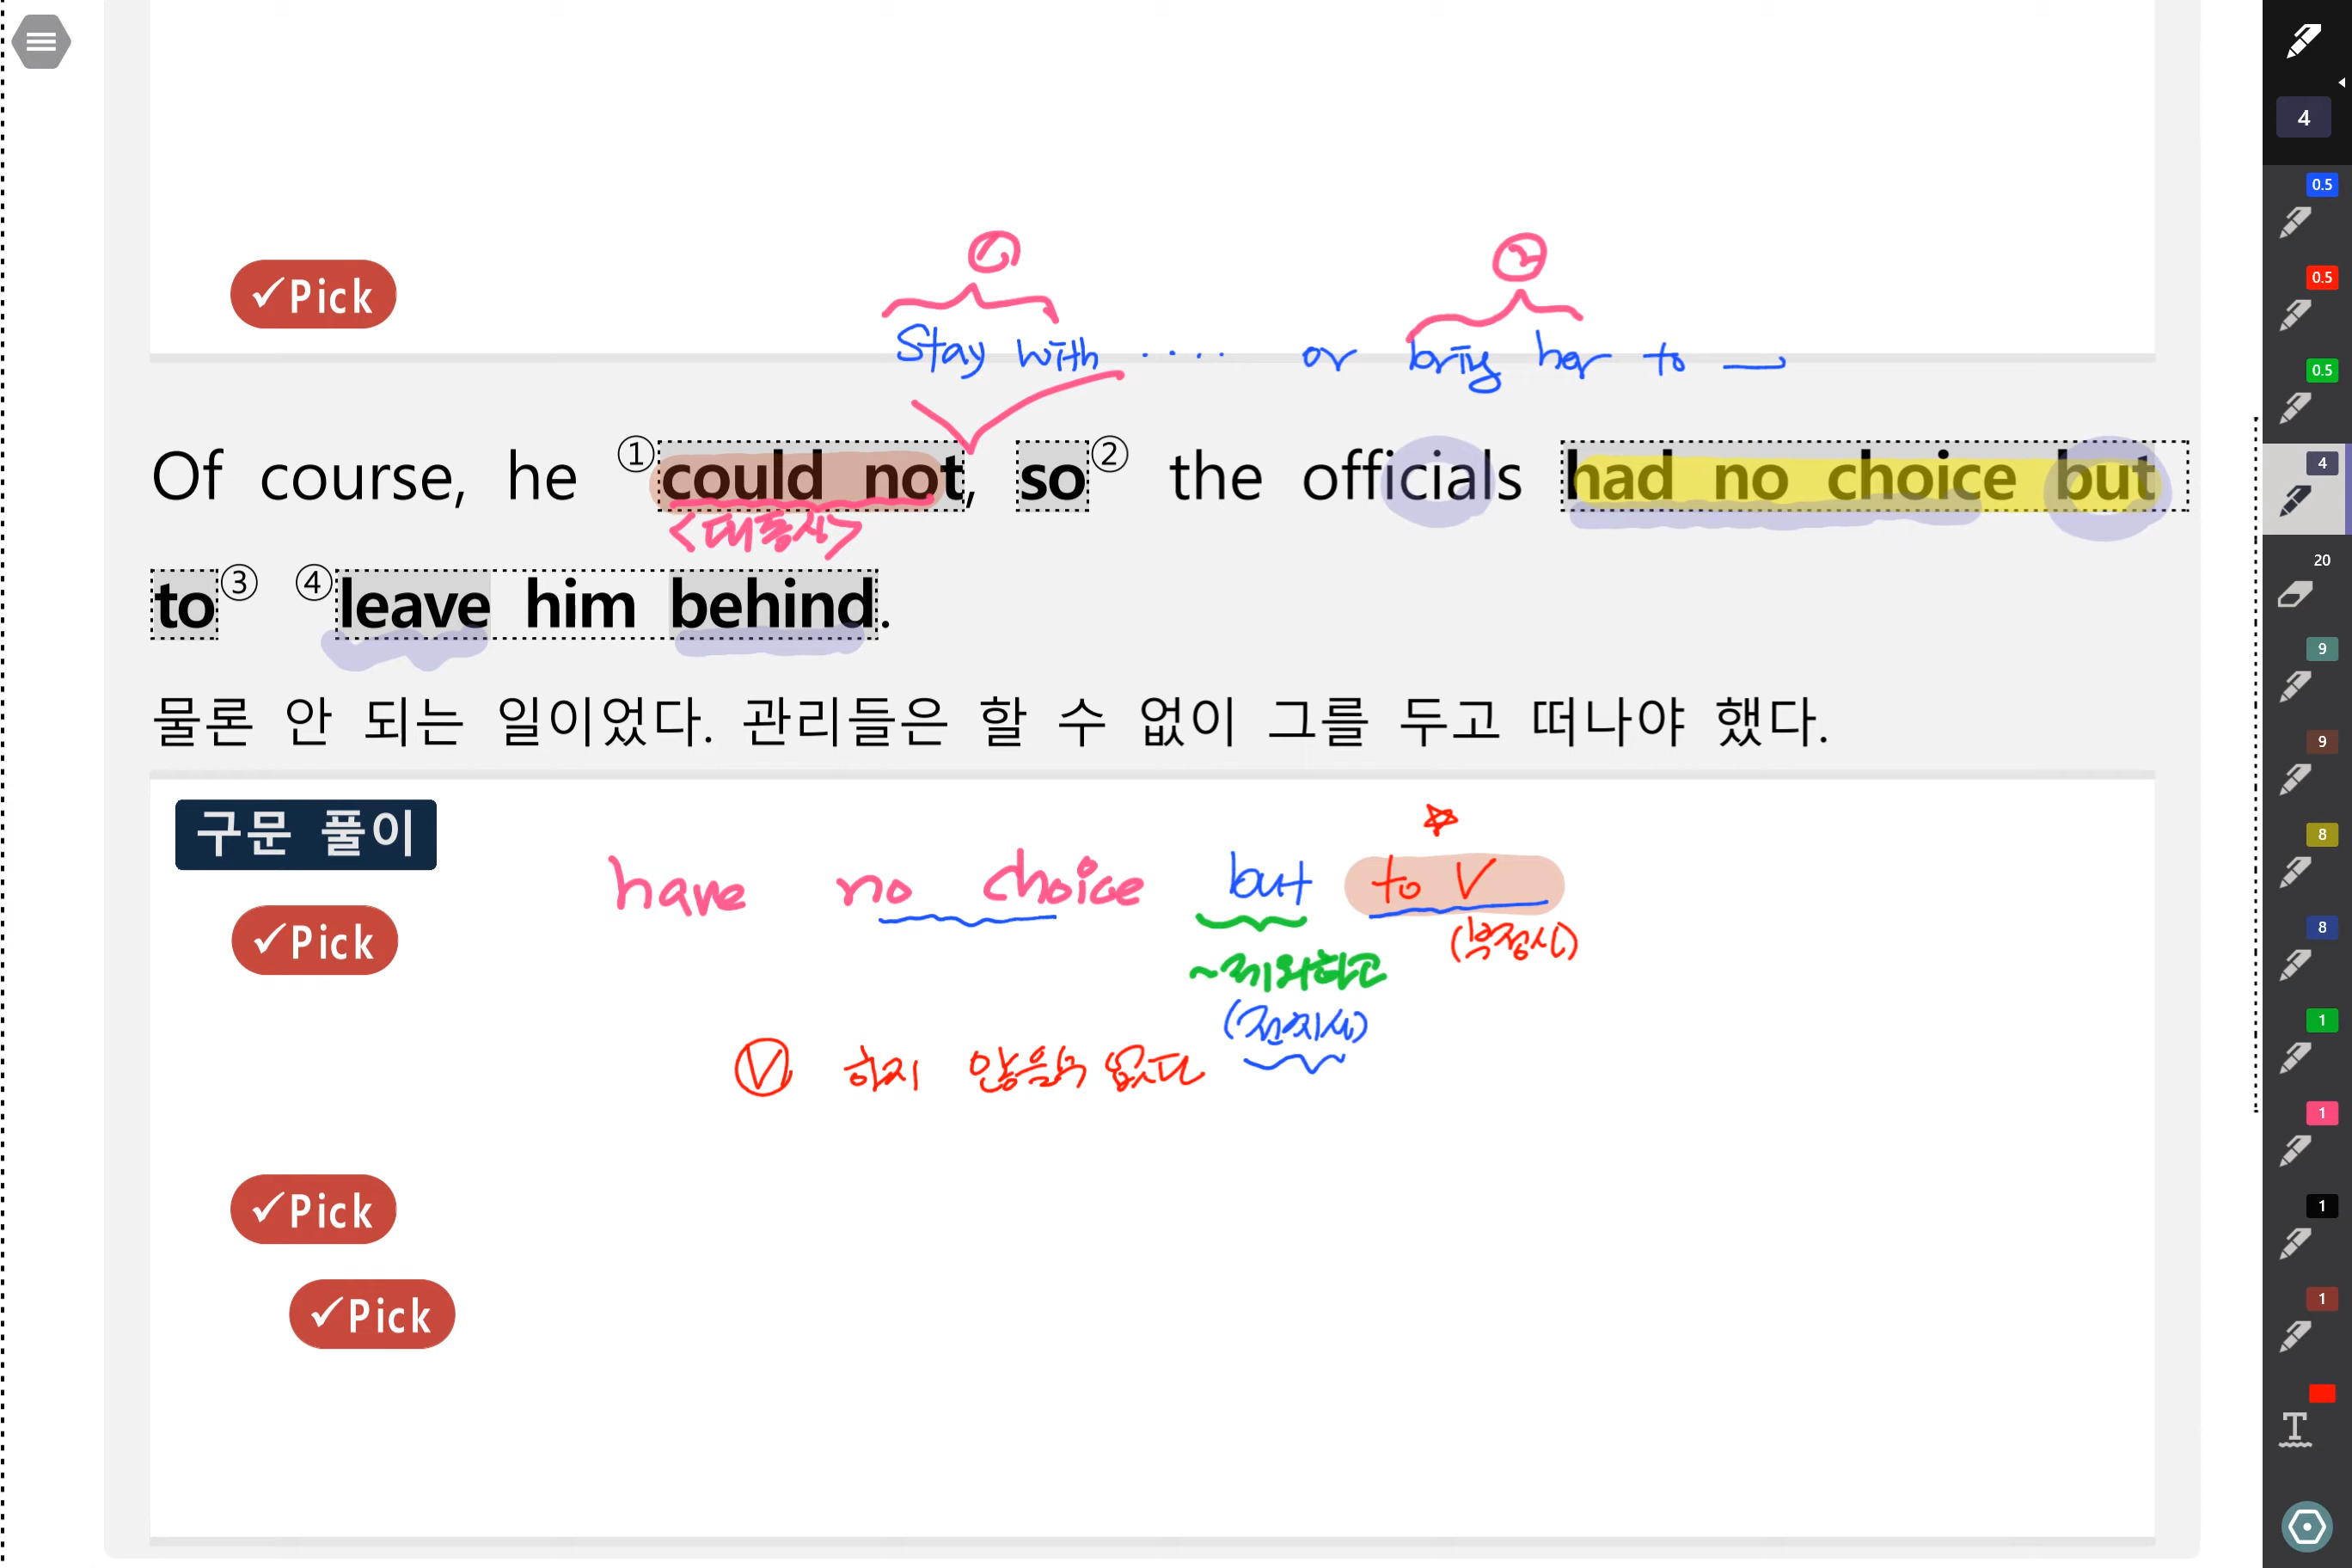 4
0.5
0.5
0.5
4
20
9
9
8
8
1
1
1
1
T
✓Pick
Stay with ···· or bring her to —
Of course, he ①could not, so② the officials had no choice but
<대동사>
to③ ④leave him behind.
물론 안 되는 일이었다. 관리들은 할 수 없이 그를 두고 떠나야 했다.
구문 풀이
have no choice but to V
✓Pick
(부정사)
~제외하고
(전치사)
V 하지 않을 수 없다
✓Pick
✓Pick